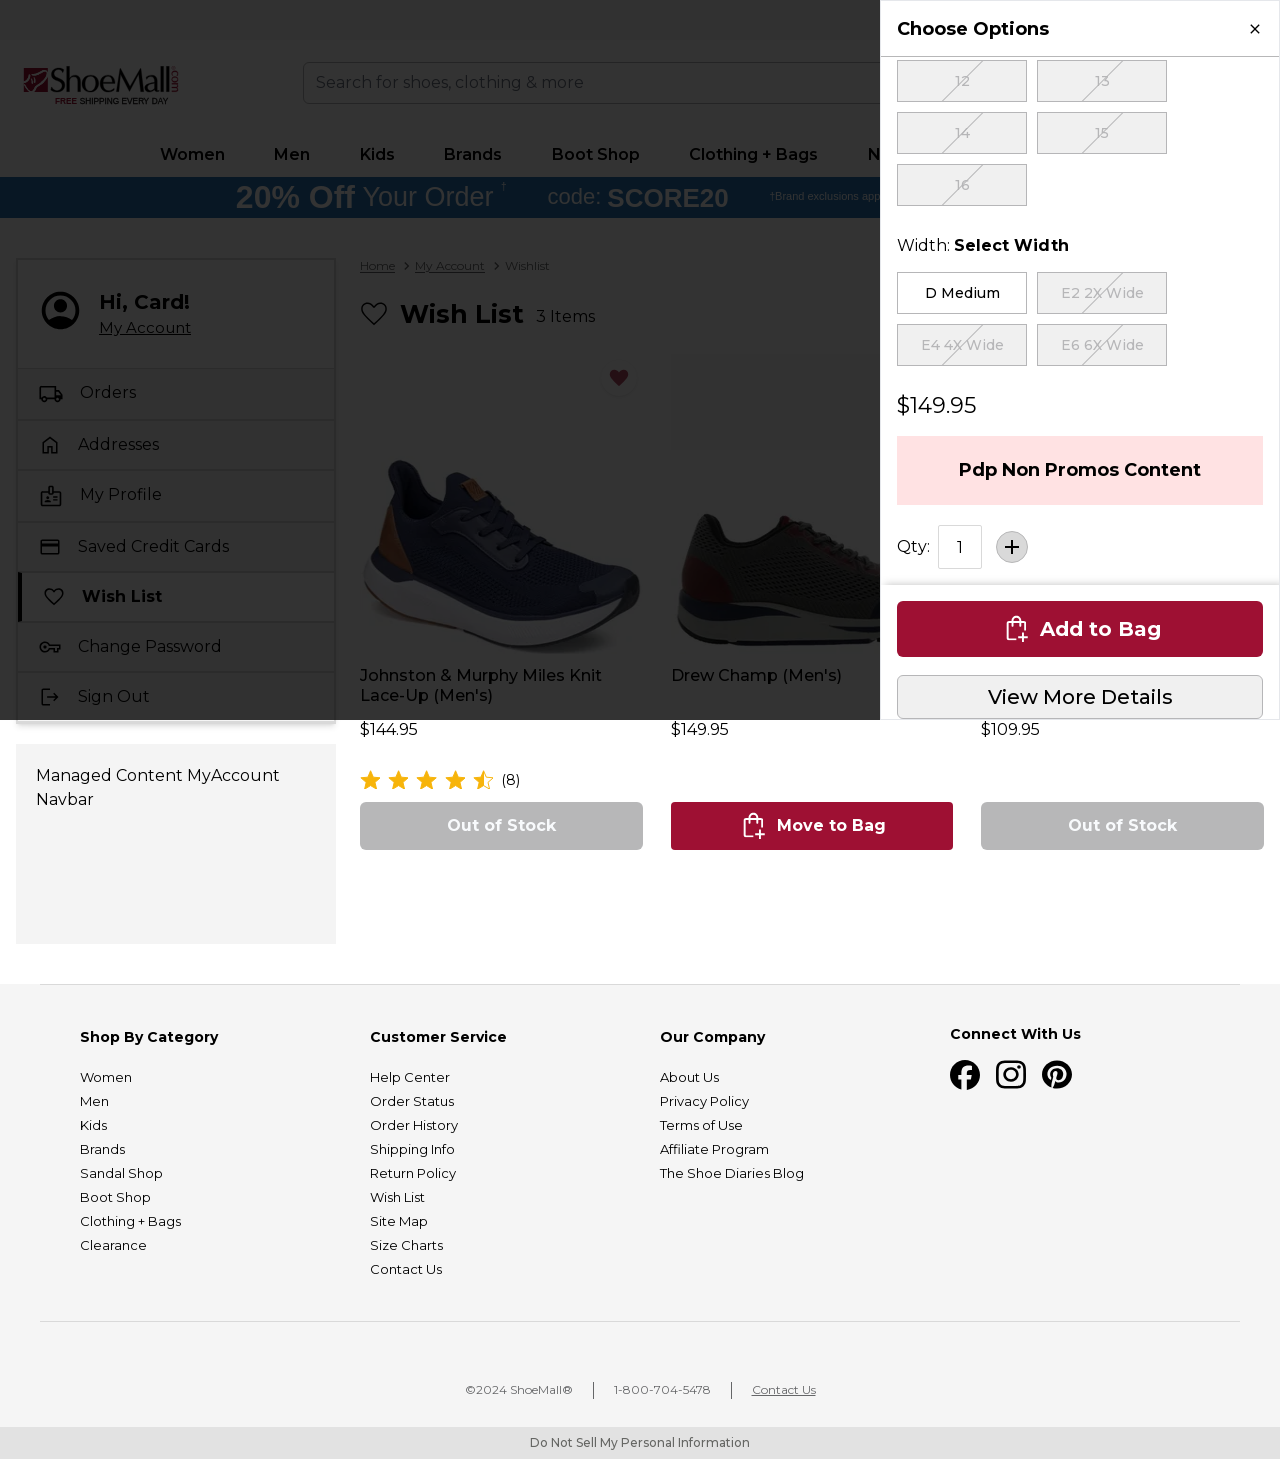 ShoeMall.com
FREE SHIPPING EVERY DAY
Search for shoes, clothing & more
Women
Men
Kids
Brands
Boot Shop
Clothing + Bags
20% Off Your Order †
code: SCORE20
Hi, Card!
My Account
Orders
Addresses
My Profile
Saved Credit Cards
Wish List
Change Password
Sign Out
Managed Content MyAccount
Navbar
Home
My Account
Wishlist
Wish List 3 Items
Johnston & Murphy Miles Knit
Lace-Up (Men's)
$144.95
(8)
Out of Stock
Drew Champ (Men's)
$149.95
Move to Bag
$109.95
Out of Stock
Choose Options
×
12
13
14
15
16
Width: Select Width
D Medium
E2 2X Wide
E4 4X Wide
E6 6X Wide
$149.95
Pdp Non Promos Content
Qty: 1
Add to Bag
View More Details
Shop By Category
Women
Men
Kids
Brands
Sandal Shop
Boot Shop
Clothing + Bags
Clearance
Customer Service
Help Center
Order Status
Order History
Shipping Info
Return Policy
Wish List
Site Map
Size Charts
Contact Us
Our Company
About Us
Privacy Policy
Terms of Use
Affiliate Program
The Shoe Diaries Blog
Connect With Us
©2024 ShoeMall®
1-800-704-5478
Contact Us
Do Not Sell My Personal Information